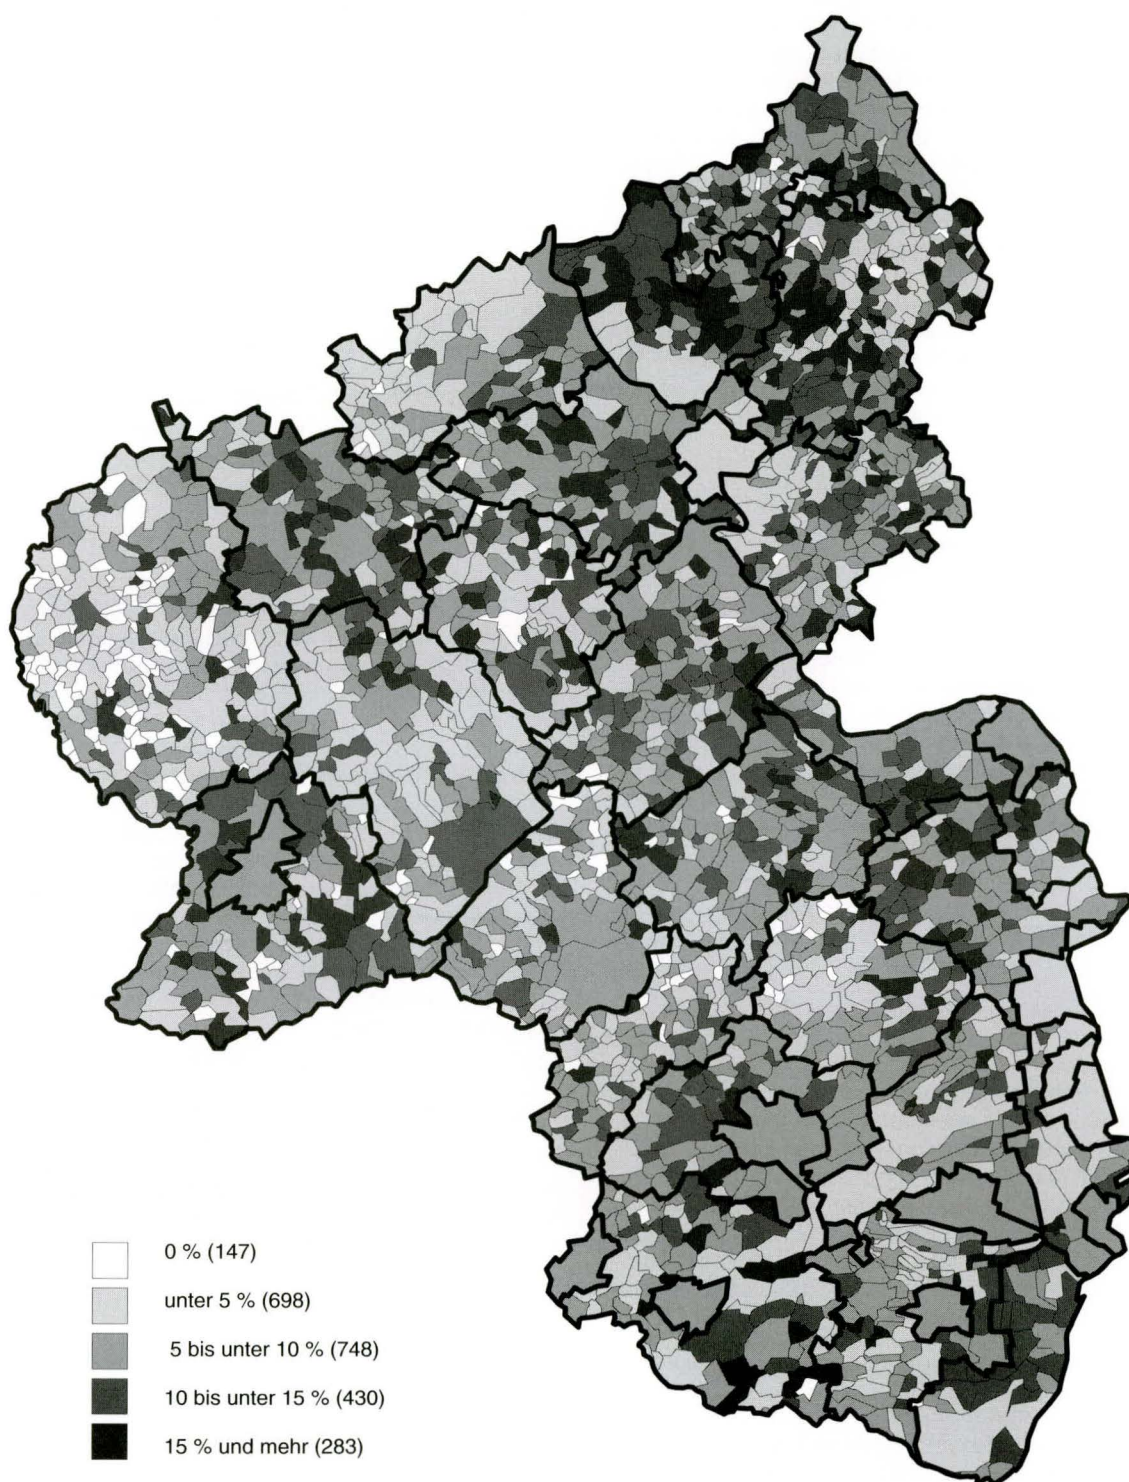 0 % (147)
unter 5 % (698)
5 bis unter 10 % (748)
10 bis unter 15 % (430)
15 % und mehr (283)